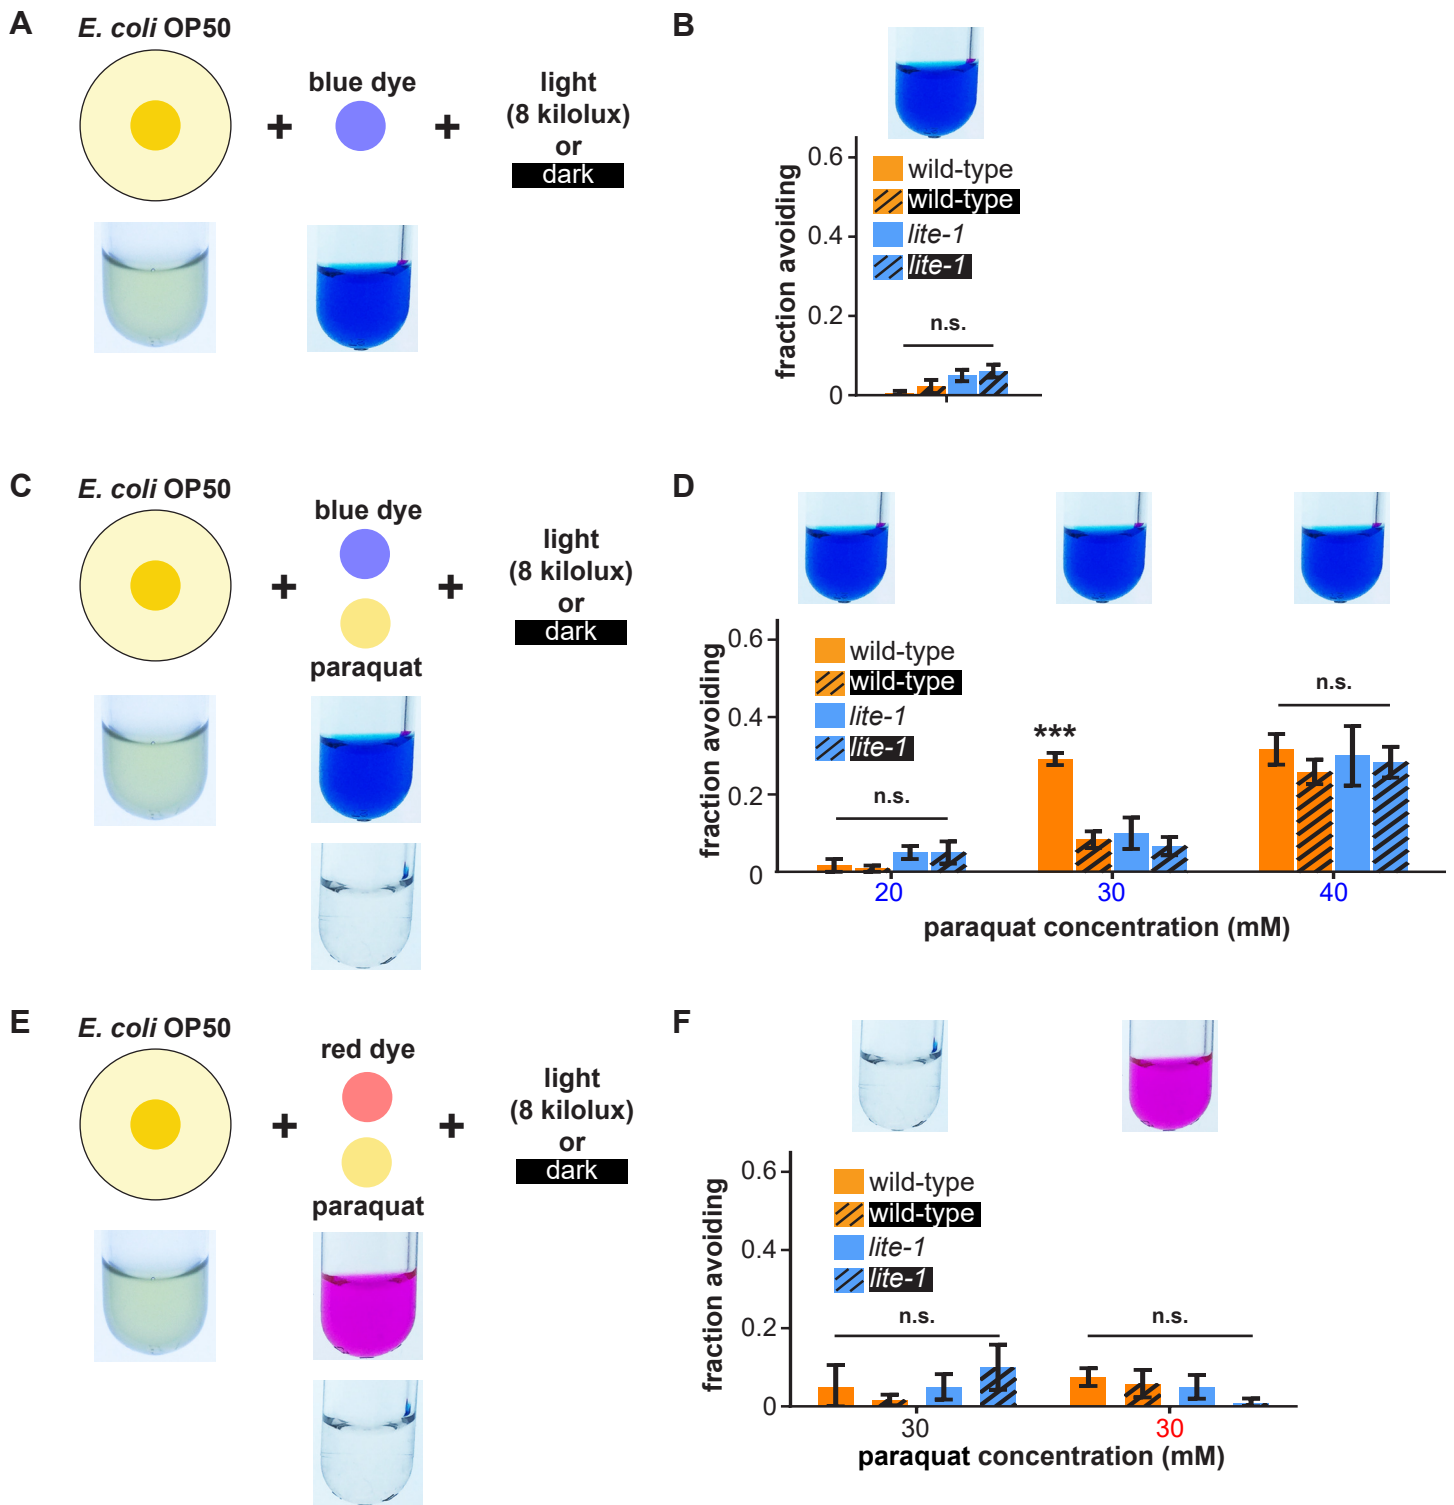 A
E. coli OP50
blue dye
light
(8 kilolux)
or
dark
B
fraction avoiding
0.6
0.4
0.2
0
wild-type
wild-type
lite-1
lite-1
n.s.
C
E. coli OP50
blue dye
paraquat
light
(8 kilolux)
or
dark
D
fraction avoiding
0.6
0.4
0.2
0
wild-type
wild-type
lite-1
lite-1
n.s.
***
n.s.
20
30
40
paraquat concentration (mM)
E
E. coli OP50
red dye
paraquat
light
(8 kilolux)
or
dark
F
fraction avoiding
0.6
0.4
0.2
0
wild-type
wild-type
lite-1
lite-1
n.s.
n.s.
30
30
paraquat concentration (mM)